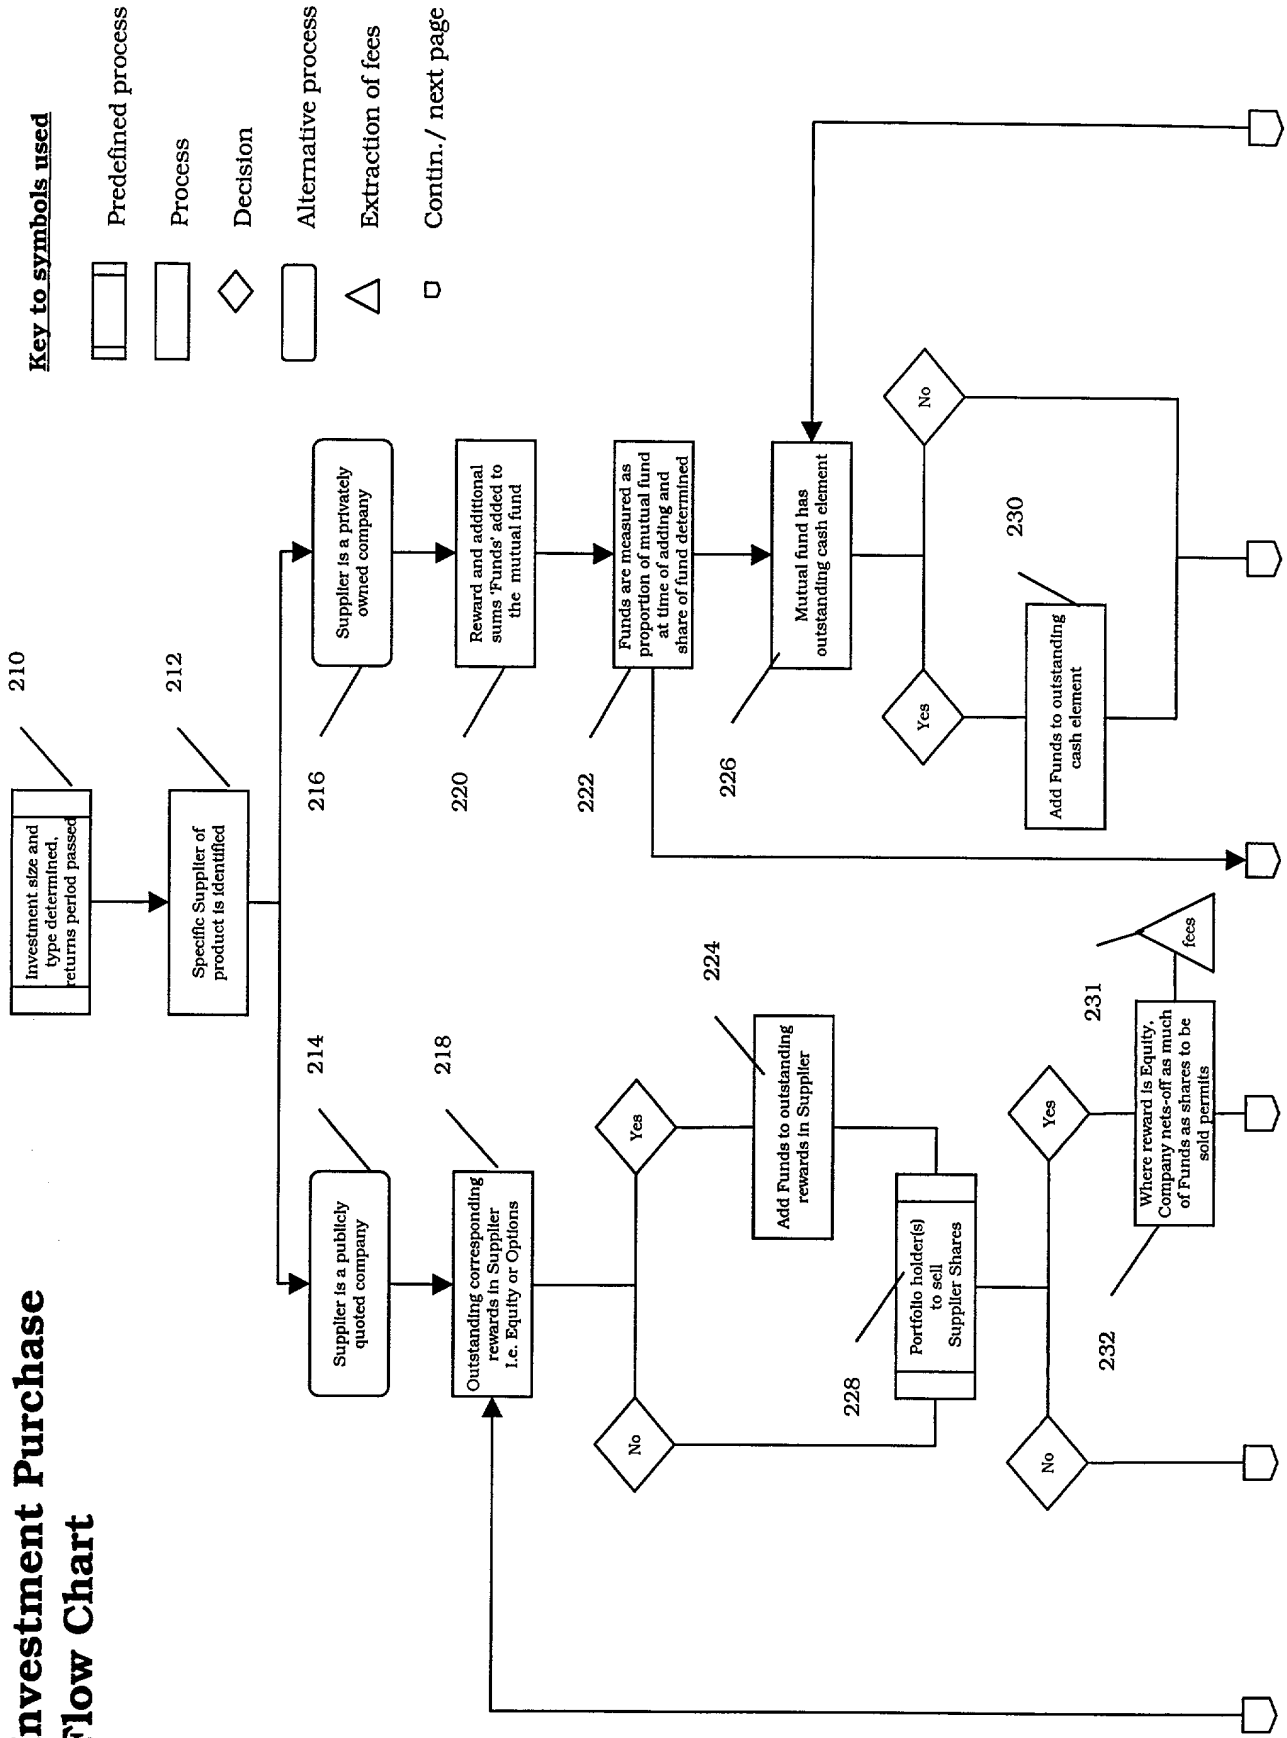 nvestment Purchase
Flow Chart
Key to symbols used
Predefined process
Process
Decision
Alternative process
Extraction of fees
Contin./ next page
210
Investment size and
type determined,
returns period passed
212
Specific Supplier of
product is identified
214
Supplier is a publicly
quoted company
216
Supplier is a privately
owned company
218
Outstanding corresponding
rewards in Supplier
I.e. Equity or Options
220
Reward and additional
sums 'Funds' added to
the mutual fund
No
Yes
222
Funds are measured as
proportion of mutual fund
at time of adding and
share of fund determined
224
Add Funds to outstanding
rewards in Supplier
226
Mutual fund has
outstanding cash element
228
Portfolio holder(s)
to sell
Supplier Shares
Yes
No
230
Add Funds to outstanding
cash element
No
Yes
231
fees
232
Where reward is Equity,
Company nets-off as much
of Funds as shares to be
sold permits